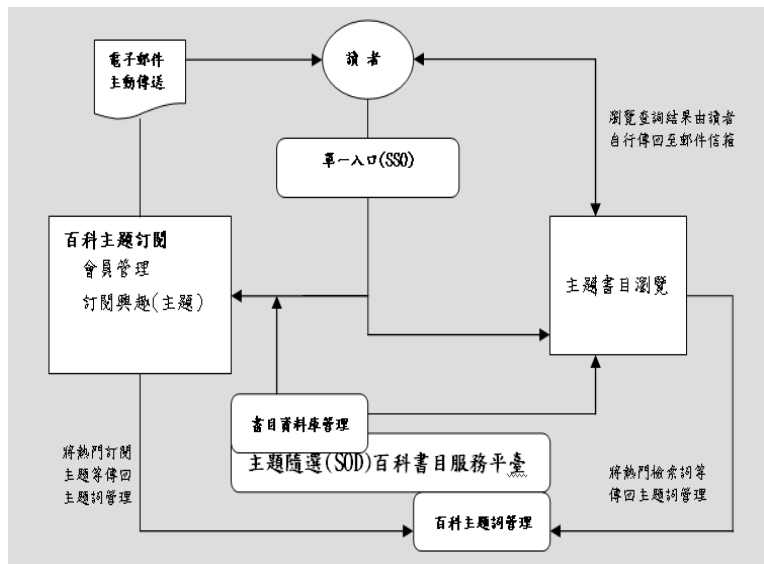 電子郵件
主動傳送
讀者
瀏覽查詢結果由讀者
自行傳回至郵件信箱
單一入口(SSO)
百科主題訂閱
會員管理
訂閱興趣(主題)
主題書目瀏覽
書目資料庫管理
主題隨選(SOD)百科書目服務平臺
將熱門訂閱
主題等傳回
主題詞管理
將熱門檢索詞等
傳回主題詞管理
百科主題詞管理